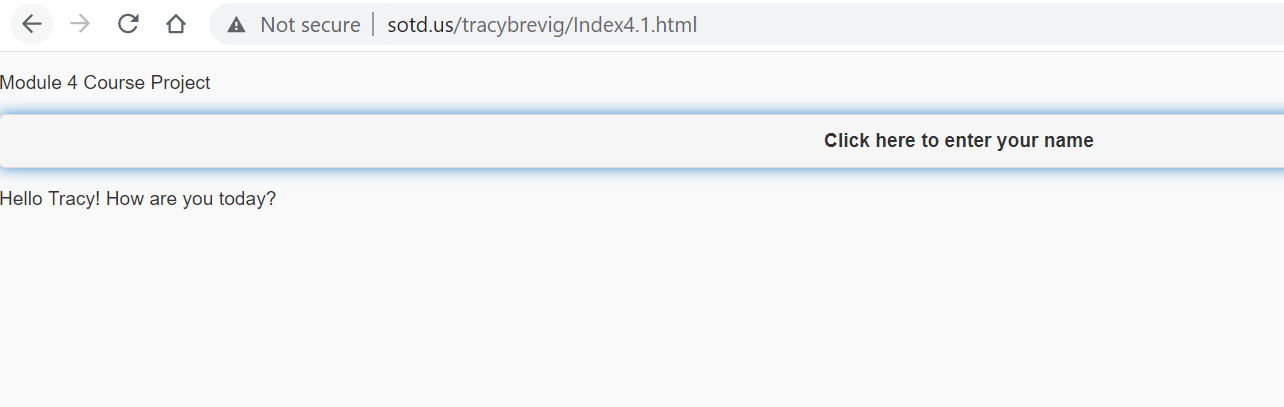 Not secure | sotd.us/tracybrevig/Index4.1.html
Module 4 Course Project
Click here to enter your name
Hello Tracy! How are you today?